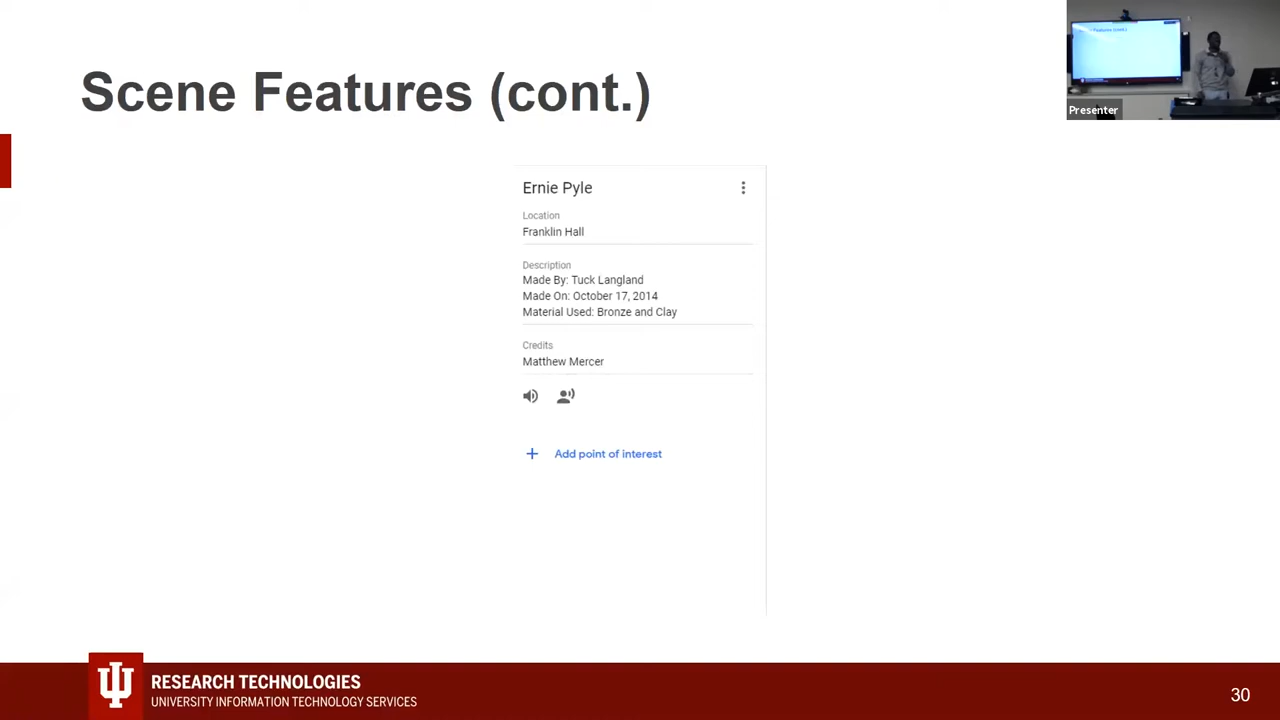 Scene Features (cont.)
Presenter
Ernie Pyle
Location
Franklin Hall
Description
Made By: Tuck Langland
Made On: October 17, 2014
Material Used: Bronze and Clay
Credits
Matthew Mercer
+ Add point of interest
RESEARCH TECHNOLOGIES
UNIVERSITY INFORMATION TECHNOLOGY SERVICES
30